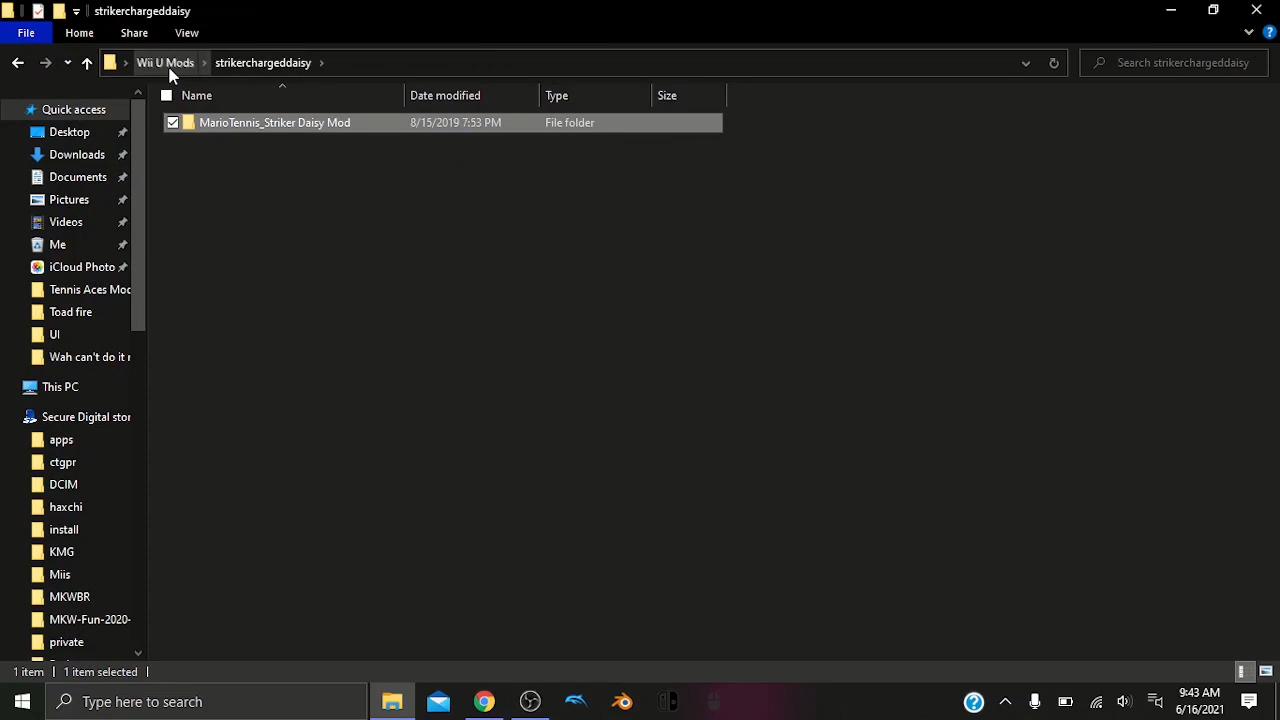 strikerchargeddaisy
File Home Share View
Wii U Mods strikerchargeddaisy Search strikerchargeddaisy
Name Date modified Type Size
MarioTennis_Striker Daisy Mod 8/15/2019 7:53 PM File folder
Quick access
Desktop
Downloads
Documents
Pictures
Videos
Me
iCloud Photo
Tennis Aces Mod
Toad fire
UI
Wah can't do it r
This PC
Secure Digital stor
apps
ctgpr
DCIM
haxchi
install
KMG
Miis
MKWBR
MKW-Fun-2020-
private
1 item 1 item selected
Type here to search
9:43 AM
6/16/2021